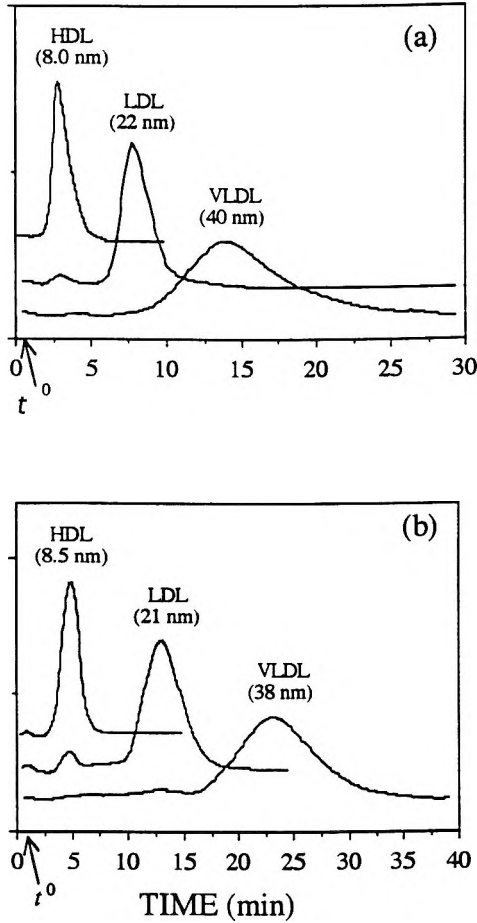 (a)
HDL
(8.0 nm)
LDL
(22 nm)
VLDL
(40 nm)
0 5 10 15 20 25 30
t⁰
(b)
HDL
(8.5 nm)
LDL
(21 nm)
VLDL
(38 nm)
0 5 10 15 20 25 30 35 40
t⁰
TIME (min)